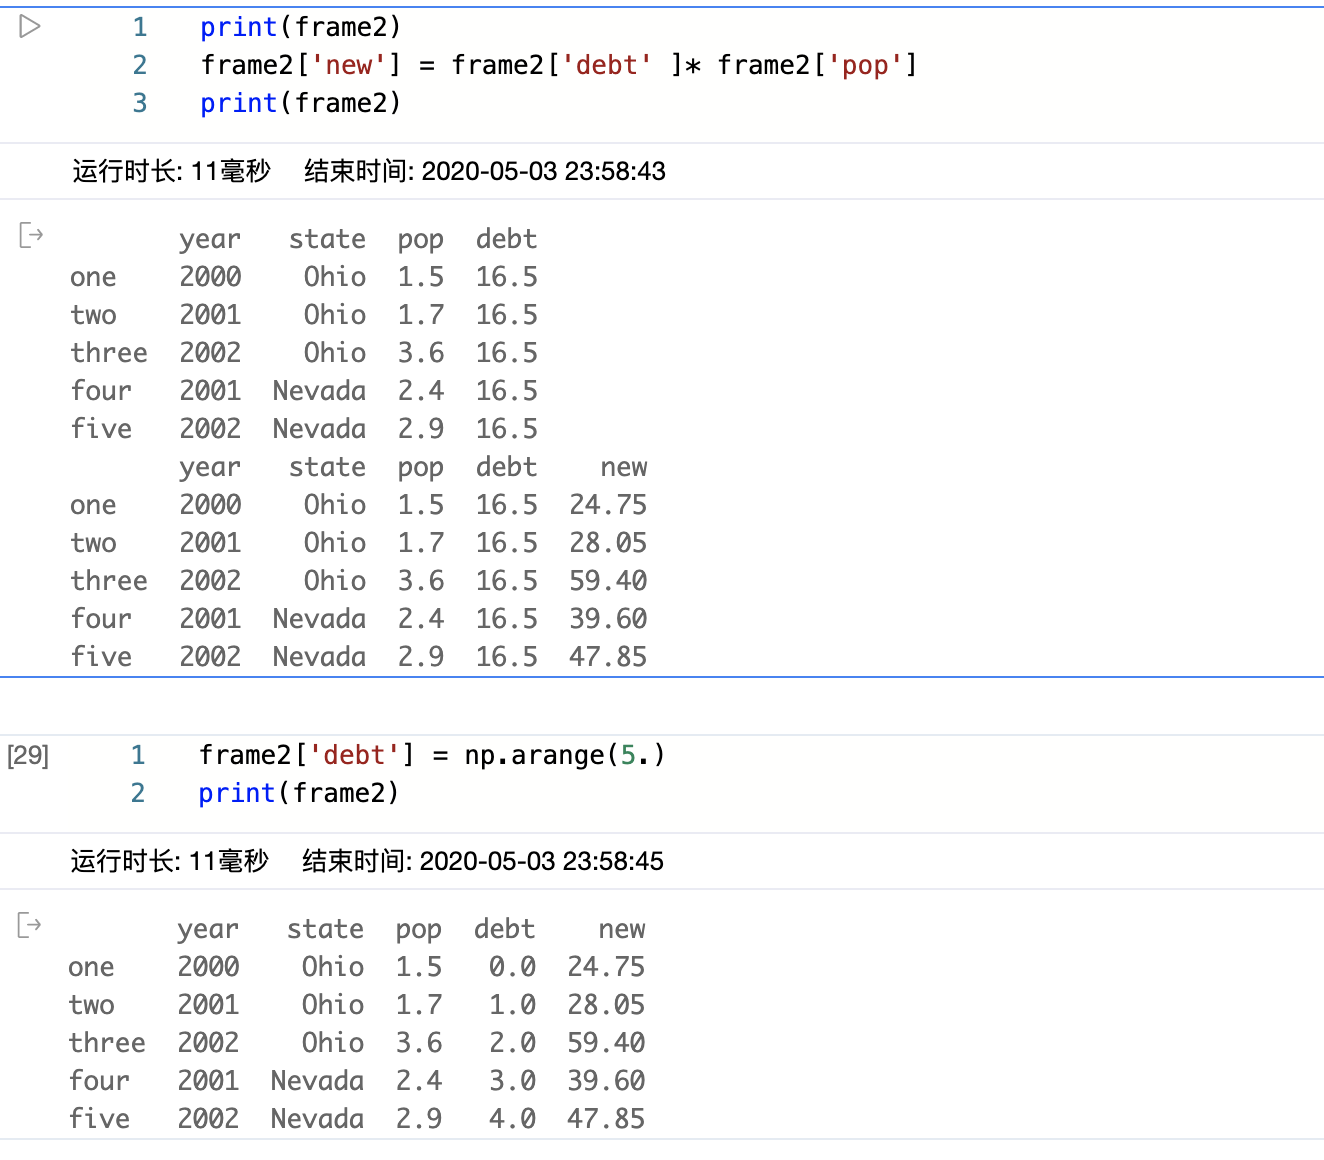 1 print(frame2)
2 frame2['new'] = frame2['debt' ]* frame2['pop']
3 print(frame2)
运行时长: 11毫秒 结束时间: 2020-05-03 23:58:43
year state pop debt
one 2000 Ohio 1.5 16.5
two 2001 Ohio 1.7 16.5
three 2002 Ohio 3.6 16.5
four 2001 Nevada 2.4 16.5
five 2002 Nevada 2.9 16.5
year state pop debt new
one 2000 Ohio 1.5 16.5 24.75
two 2001 Ohio 1.7 16.5 28.05
three 2002 Ohio 3.6 16.5 59.40
four 2001 Nevada 2.4 16.5 39.60
five 2002 Nevada 2.9 16.5 47.85
[29] 1 frame2['debt'] = np.arange(5.)
2 print(frame2)
运行时长: 11毫秒 结束时间: 2020-05-03 23:58:45
year state pop debt new
one 2000 Ohio 1.5 0.0 24.75
two 2001 Ohio 1.7 1.0 28.05
three 2002 Ohio 3.6 2.0 59.40
four 2001 Nevada 2.4 3.0 39.60
five 2002 Nevada 2.9 4.0 47.85